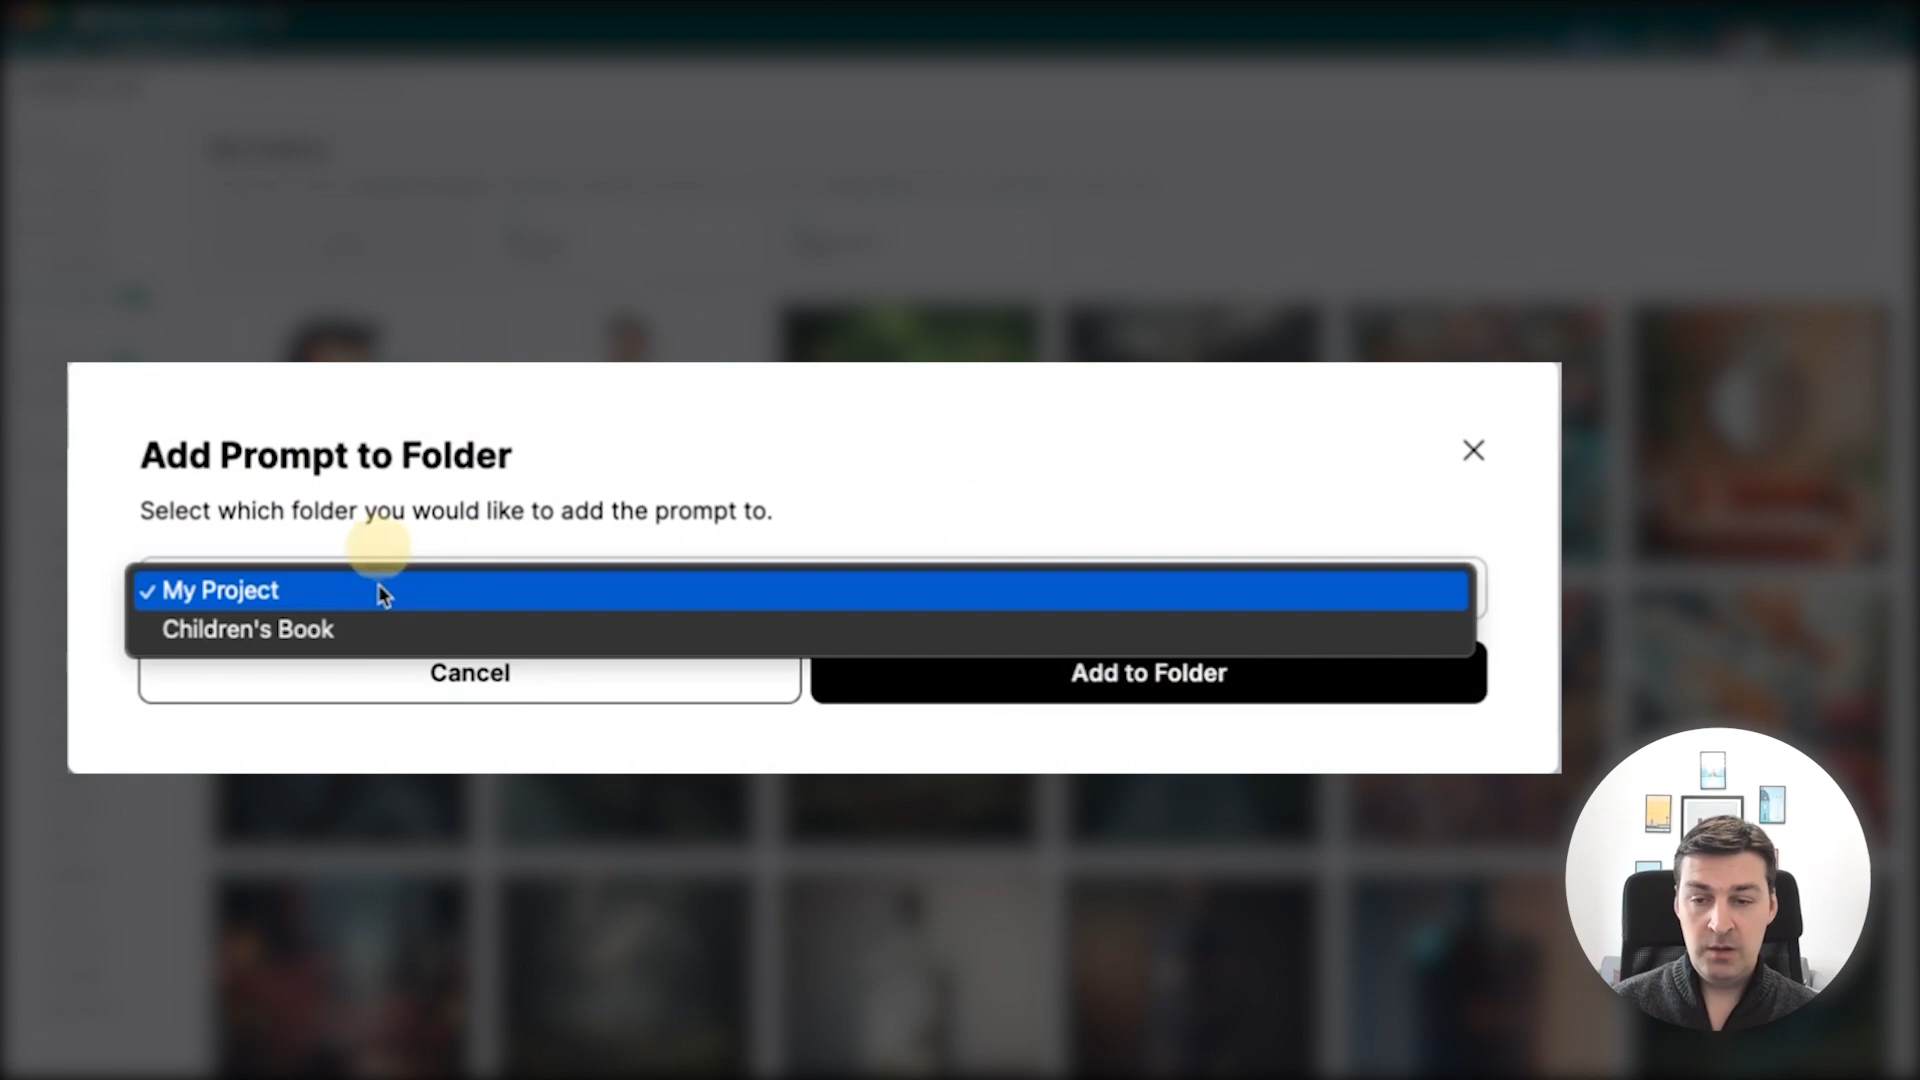 Add Prompt to Folder
Select which folder you would like to add the prompt to.
✓ My Project
Children's Book
Cancel
Add to Folder